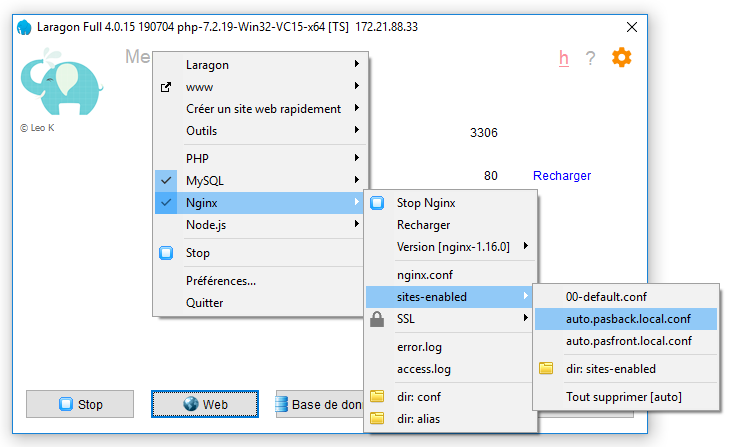 Laragon Full 4.0.15 190704 php-7.2.19-Win32-VC15-x64 [TS] 172.21.88.33
Me
h ?
© Leo K
Laragon
www
Créer un site web rapidement
Outils
PHP
MySQL
Nginx
Node.js
Stop
Préférences...
Quitter
3306
80 Recharger
Stop Nginx
Recharger
Version [nginx-1.16.0]
nginx.conf
sites-enabled
SSL
error.log
access.log
dir: conf
dir: alias
00-default.conf
auto.pasback.local.conf
auto.pasfront.local.conf
dir: sites-enabled
Tout supprimer [auto]
Stop
Web
Base de don